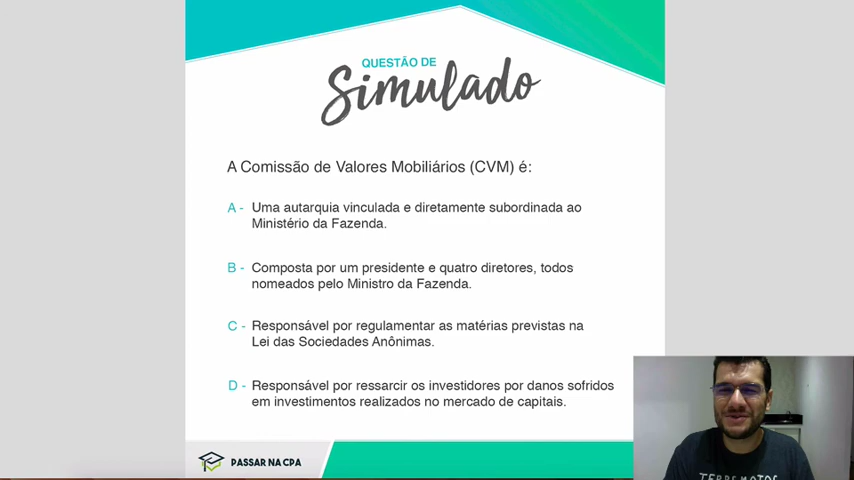 QUESTÃO DE
Simulado
A Comissão de Valores Mobiliários (CVM) é:
A - Uma autarquia vinculada e diretamente subordinada ao
Ministério da Fazenda.
B - Composta por um presidente e quatro diretores, todos
nomeados pelo Ministro da Fazenda.
C - Responsável por regulamentar as matérias previstas na
Lei das Sociedades Anônimas.
D - Responsável por ressarcir os investidores por danos sofridos
em investimentos realizados no mercado de capitais.
PASSAR NA CPA
TERREMOTOS